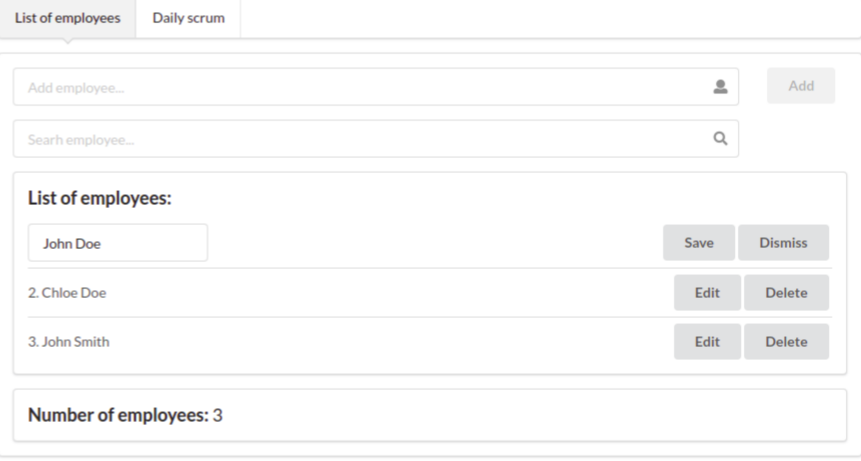 List of employees Daily scrum
Add employee... Add
Searh employee...
List of employees:
John Doe Save Dismiss
2. Chloe Doe Edit Delete
3. John Smith Edit Delete
Number of employees: 3